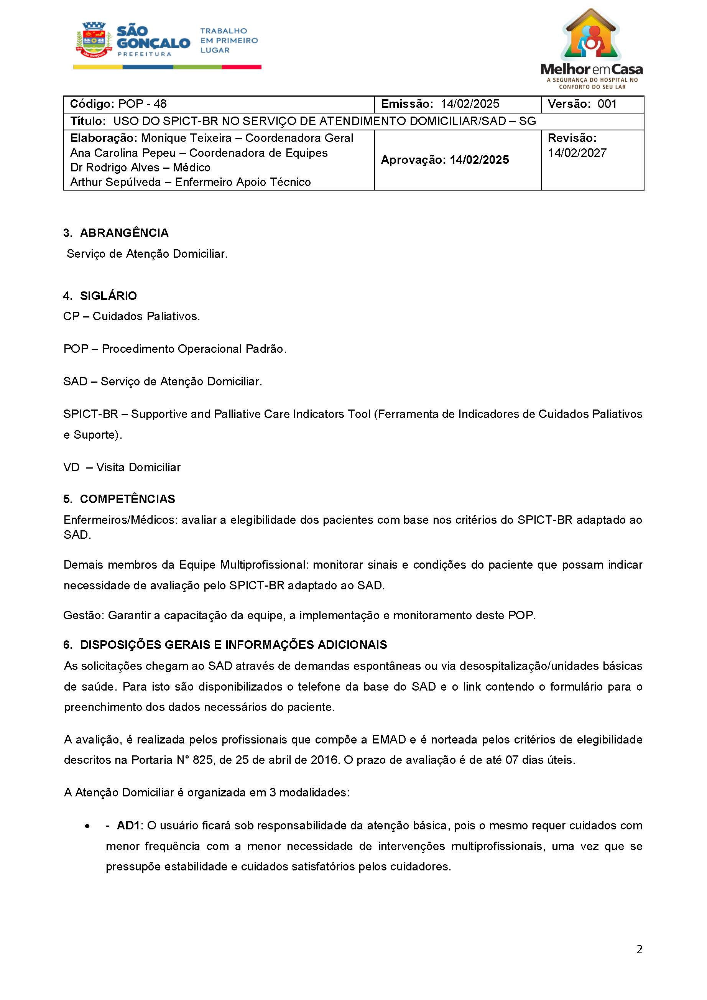 SÃO
GONÇALO
PREFEITURA
TRABALHO
EM PRIMEIRO
LUGAR
SÃO GONÇALO
Melhor em Casa
A SEGURANÇA DO HOSPITAL NO
CONFORTO DO SEU LAR
Código: POP - 48
Emissão: 14/02/2025
Versão: 001
Título: USO DO SPICT-BR NO SERVIÇO DE ATENDIMENTO DOMICILIAR/SAD – SG
Elaboração: Monique Teixeira – Coordenadora Geral
Ana Carolina Pepeu – Coordenadora de Equipes
Dr Rodrigo Alves – Médico
Arthur Sepúlveda – Enfermeiro Apoio Técnico
Aprovação: 14/02/2025
Revisão:
14/02/2027
3. ABRANGÊNCIA
Serviço de Atenção Domiciliar.
4. SIGLÁRIO
CP – Cuidados Paliativos.
POP – Procedimento Operacional Padrão.
SAD – Serviço de Atenção Domiciliar.
SPICT-BR – Supportive and Palliative Care Indicators Tool (Ferramenta de Indicadores de Cuidados Paliativos
e Suporte).
VD – Visita Domiciliar
5. COMPETÊNCIAS
Enfermeiros/Médicos: avaliar a elegibilidade dos pacientes com base nos critérios do SPICT-BR adaptado ao
SAD.
Demais membros da Equipe Multiprofissional: monitorar sinais e condições do paciente que possam indicar
necessidade de avaliação pelo SPICT-BR adaptado ao SAD.
Gestão: Garantir a capacitação da equipe, a implementação e monitoramento deste POP.
6. DISPOSIÇÕES GERAIS E INFORMAÇÕES ADICIONAIS
As solicitações chegam ao SAD através de demandas espontâneas ou via desospitalização/unidades básicas
de saúde. Para isto são disponibilizados o telefone da base do SAD e o link contendo o formulário para o
preenchimento dos dados necessários do paciente.
A avalição, é realizada pelos profissionais que compõe a EMAD e é norteada pelos critérios de elegibilidade
descritos na Portaria N° 825, de 25 de abril de 2016. O prazo de avaliação é de até 07 dias úteis.
A Atenção Domiciliar é organizada em 3 modalidades:
• - AD1: O usuário ficará sob responsabilidade da atenção básica, pois o mesmo requer cuidados com
menor frequência com a menor necessidade de intervenções multiprofissionais, uma vez que se
pressupõe estabilidade e cuidados satisfatórios pelos cuidadores.
2